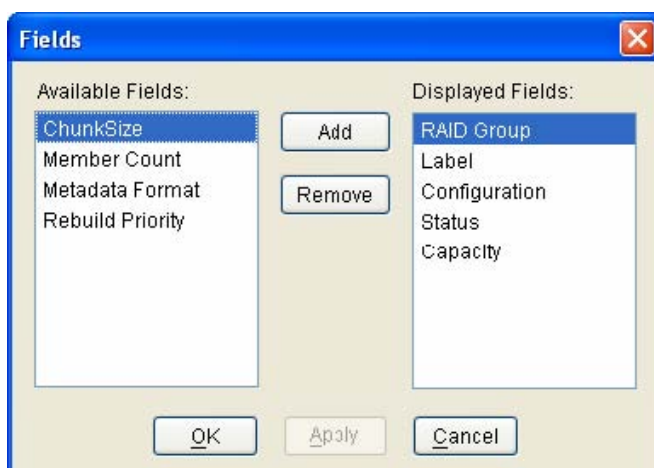 Fields
Available Fields:
ChunkSize
Member Count
Metadata Format
Rebuild Priority
Add
Remove
Displayed Fields:
RAID Group
Label
Configuration
Status
Capacity
OK
Apply
Cancel